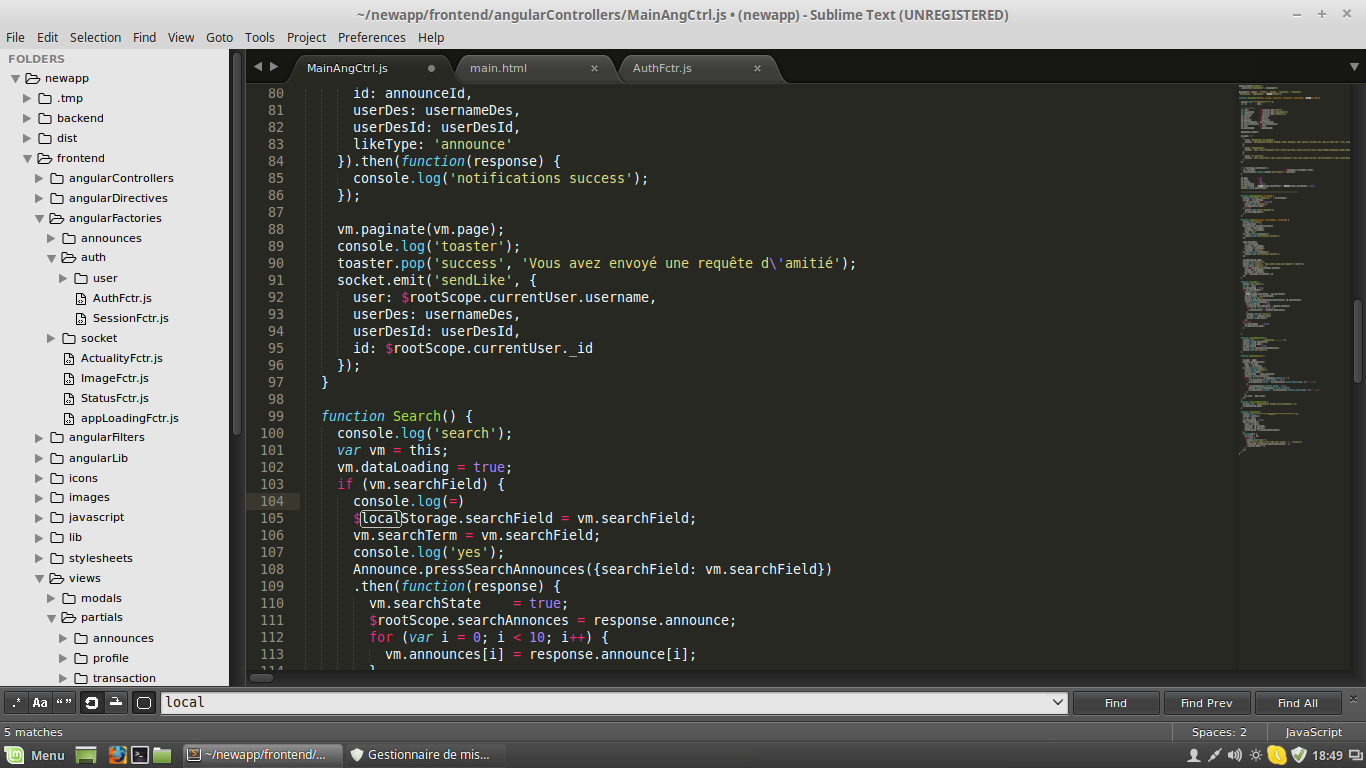 ~/newapp/frontend/angularControllers/MainAngCtrl.js • (newapp) - Sublime Text (UNREGISTERED)
File Edit Selection Find View Goto Tools Project Preferences Help
FOLDERS
newapp
.tmp
backend
dist
frontend
angularControllers
angularDirectives
angularFactories
announces
auth
user
AuthFctr.js
SessionFctr.js
socket
ActualityFctr.js
ImageFctr.js
StatusFctr.js
appLoadingFctr.js
angularFilters
angularLib
icons
images
javascript
lib
stylesheets
views
modals
partials
announces
profile
transaction
MainAngCtrl.js main.html AuthFctr.js
80 id: announceId,
81 userDes: usernameDes,
82 userDesId: userDesId,
83 likeType: 'announce'
84 }).then(function(response) {
85 console.log('notifications success');
86 });
87
88 vm.paginate(vm.page);
89 console.log('toaster');
90 toaster.pop('success', 'Vous avez envoyé une requête d\'amitié');
91 socket.emit('sendLike', {
92 user: $rootScope.currentUser.username,
93 userDes: usernameDes,
94 userDesId: userDesId,
95 id: $rootScope.currentUser._id
96 });
97 }
98
99 function Search() {
100 console.log('search');
101 var vm = this;
102 vm.dataLoading = true;
103 if (vm.searchField) {
104 console.log(=)
105 $localStorage.searchField = vm.searchField;
106 vm.searchTerm = vm.searchField;
107 console.log('yes');
108 Announce.pressSearchAnnounces({searchField: vm.searchField})
109 .then(function(response) {
110 vm.searchState = true;
111 $rootScope.searchAnnonces = response.announce;
112 for (var i = 0; i < 10; i++) {
113 vm.announces[i] = response.announce[i];
114 }
.* Aa “ ” local Find Find Prev Find All
5 matches Spaces: 2 JavaScript
Menu ~/newapp/frontend/... Gestionnaire de mis... 18:49